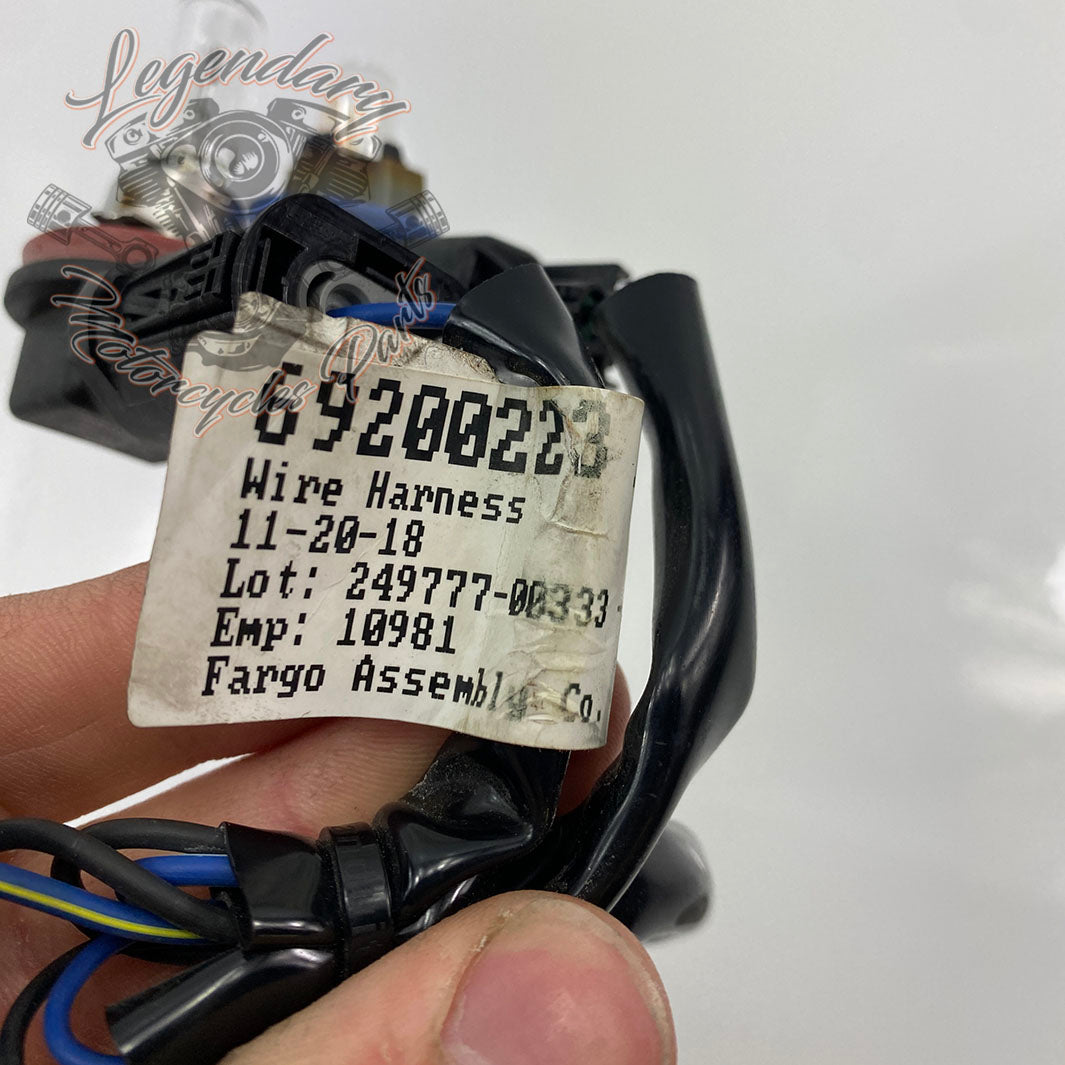 Legendary
Motorcycles Parts
69200223
Wire Harness
11-20-18
Lot: 249777-00333-
Emp: 10981
Fargo Assembly Co.